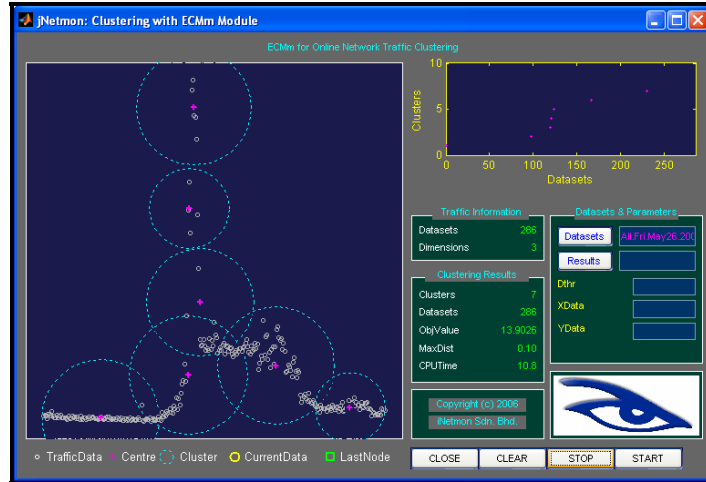 jNetmon: Clustering with ECMm Module
ECMm for Online Network Traffic Clustering
10
5
0
Clusters
0 50 100 150 200 250
Datasets
Traffic Information
Datasets 286
Dimensions 3
Clustering Results
Clusters 7
Datasets 286
ObjValue 13.9026
MaxDist 0.10
CPUTime 10.8
Datasets & Parameters
Datasets All.Fri.May26.200
Results
Dthr
XData
YData
Copyright (c) 2006
iNetmon Sdn. Bhd.
TrafficData Centre Cluster CurrentData LastNode
CLOSE CLEAR STOP START